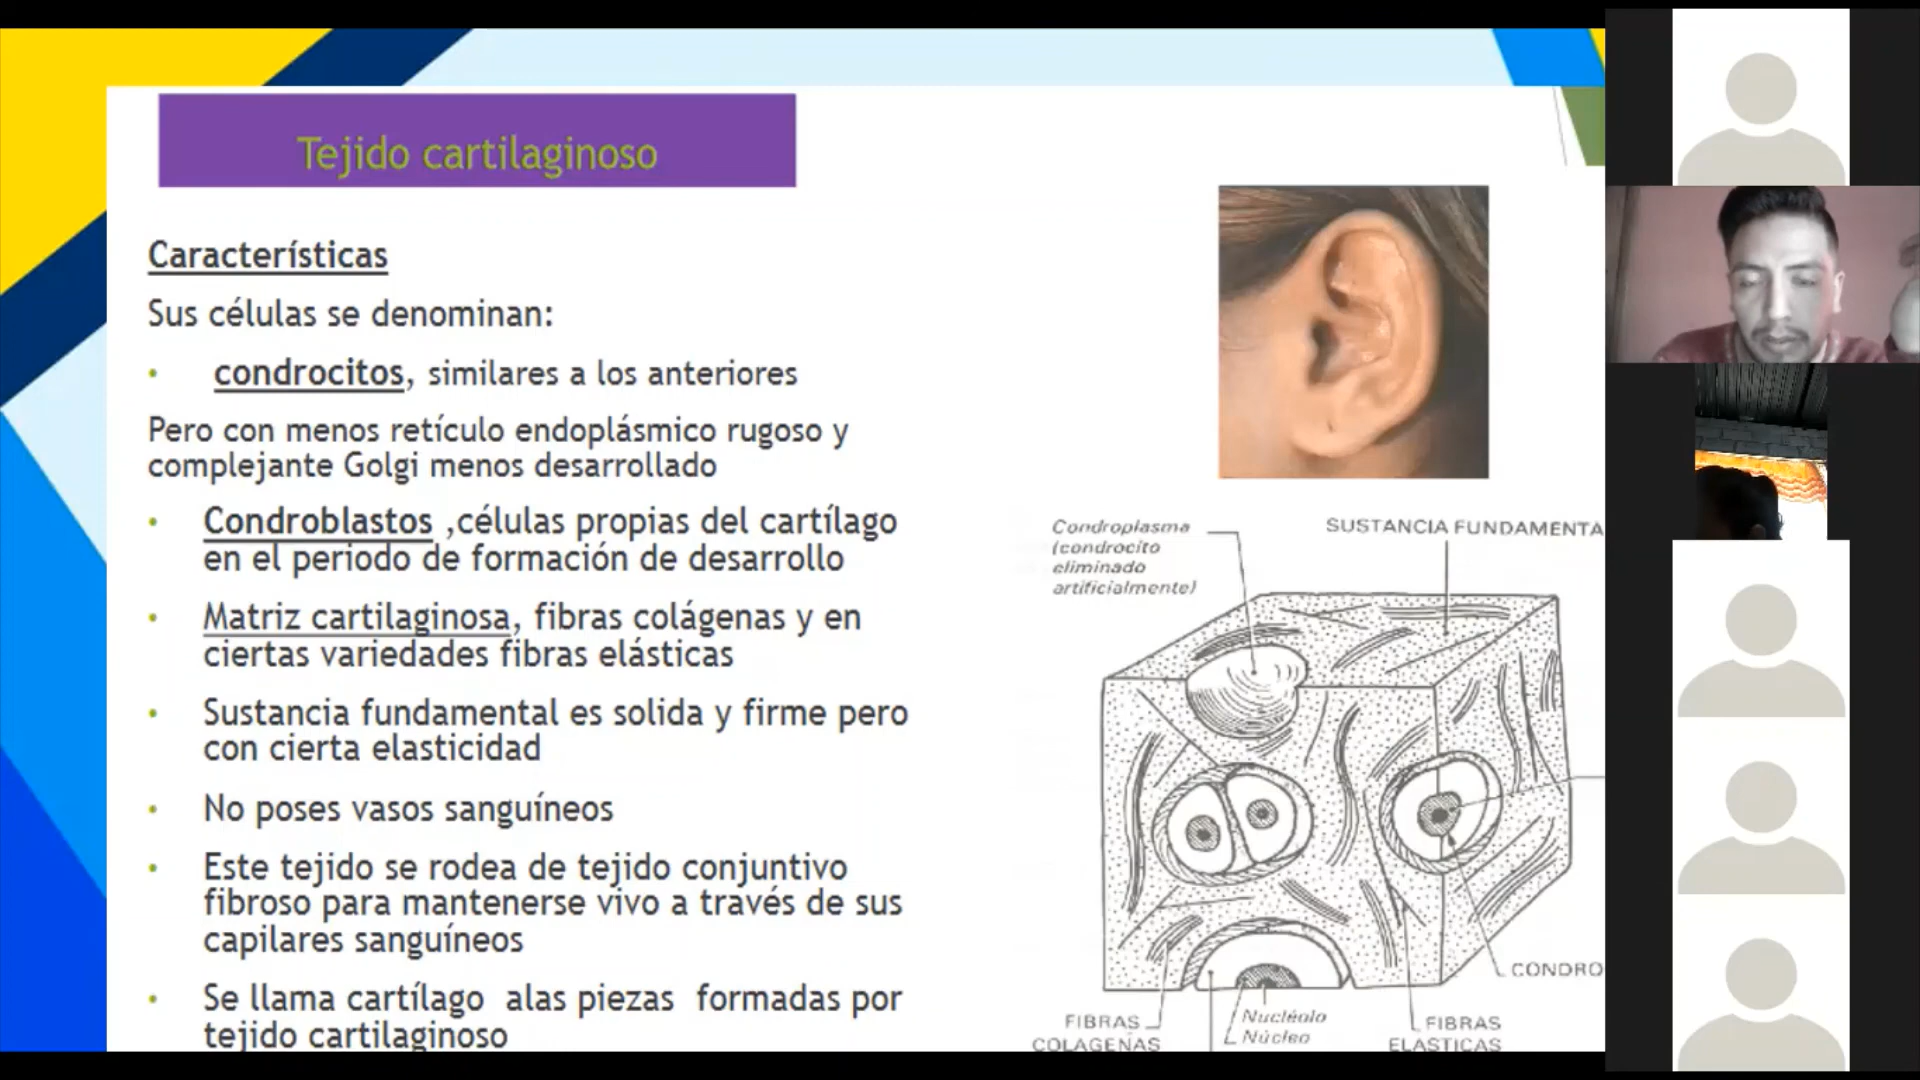 Tejido cartilaginoso
Características
Sus células se denominan:
• condrocitos, similares a los anteriores
Pero con menos retículo endoplásmico rugoso y
complejante Golgi menos desarrollado
• Condroblastos ,células propias del cartílago
en el periodo de formación de desarrollo
• Matriz cartilaginosa, fibras colágenas y en
ciertas variedades fibras elásticas
• Sustancia fundamental es solida y firme pero
con cierta elasticidad
• No poses vasos sanguíneos
• Este tejido se rodea de tejido conjuntivo
fibroso para mantenerse vivo a través de sus
capilares sanguíneos
• Se llama cartílago alas piezas formadas por
tejido cartilaginoso
Condroplasma
(condrocito
eliminado
artificialmente)
SUSTANCIA FUNDAMENTA
CONDRO
FIBRAS
COLAGENAS
Nucléolo
Núcleo
FIBRAS
ELASTICAS